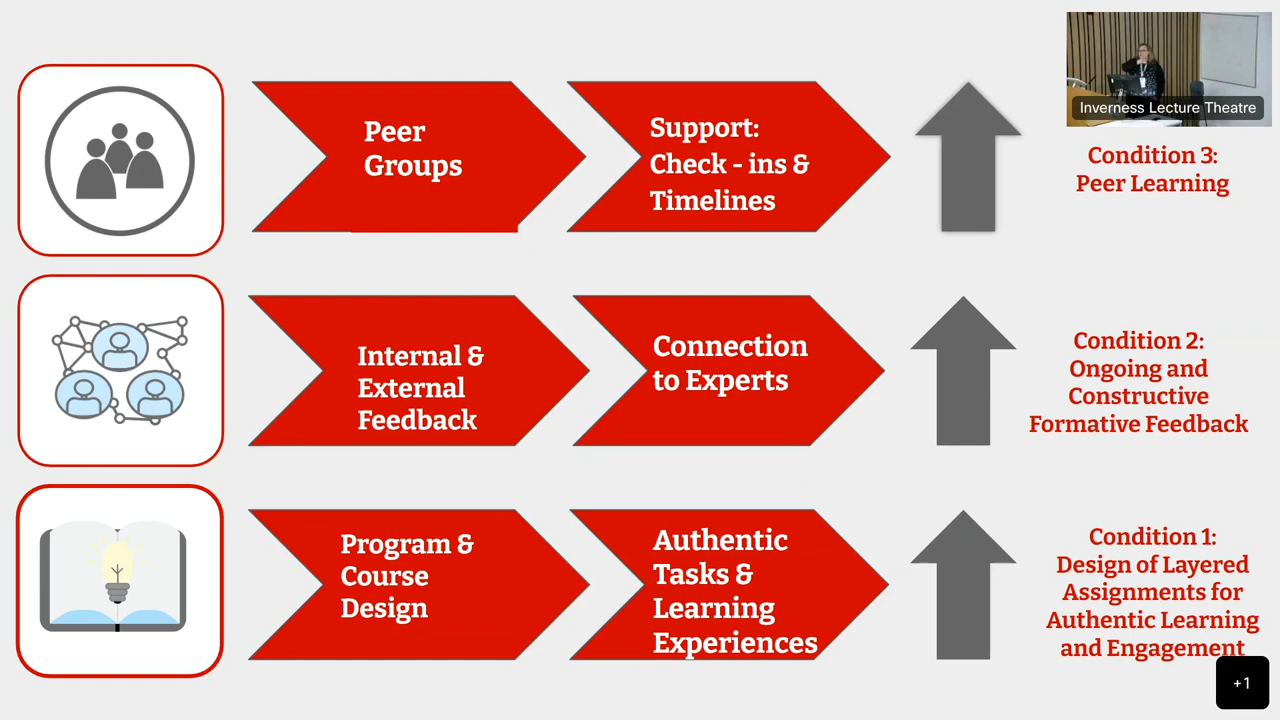 Peer
Groups
Support:
Check - ins &
Timelines
Inverness Lecture Theatre
Condition 3:
Peer Learning
Internal &
External
Feedback
Connection
to Experts
Condition 2:
Ongoing and
Constructive
Formative Feedback
Program &
Course
Design
Authentic
Tasks &
Learning
Experiences
Condition 1:
Design of Layered
Assignments for
Authentic Learning
and Engagement
+1